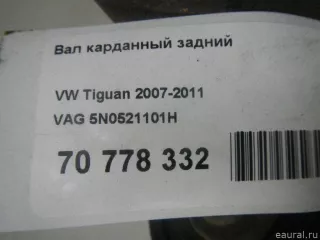 Вал карданный задний
VW Tiguan 2007-2011
VAG 5N0521101H
70 778 332
eaural.ru